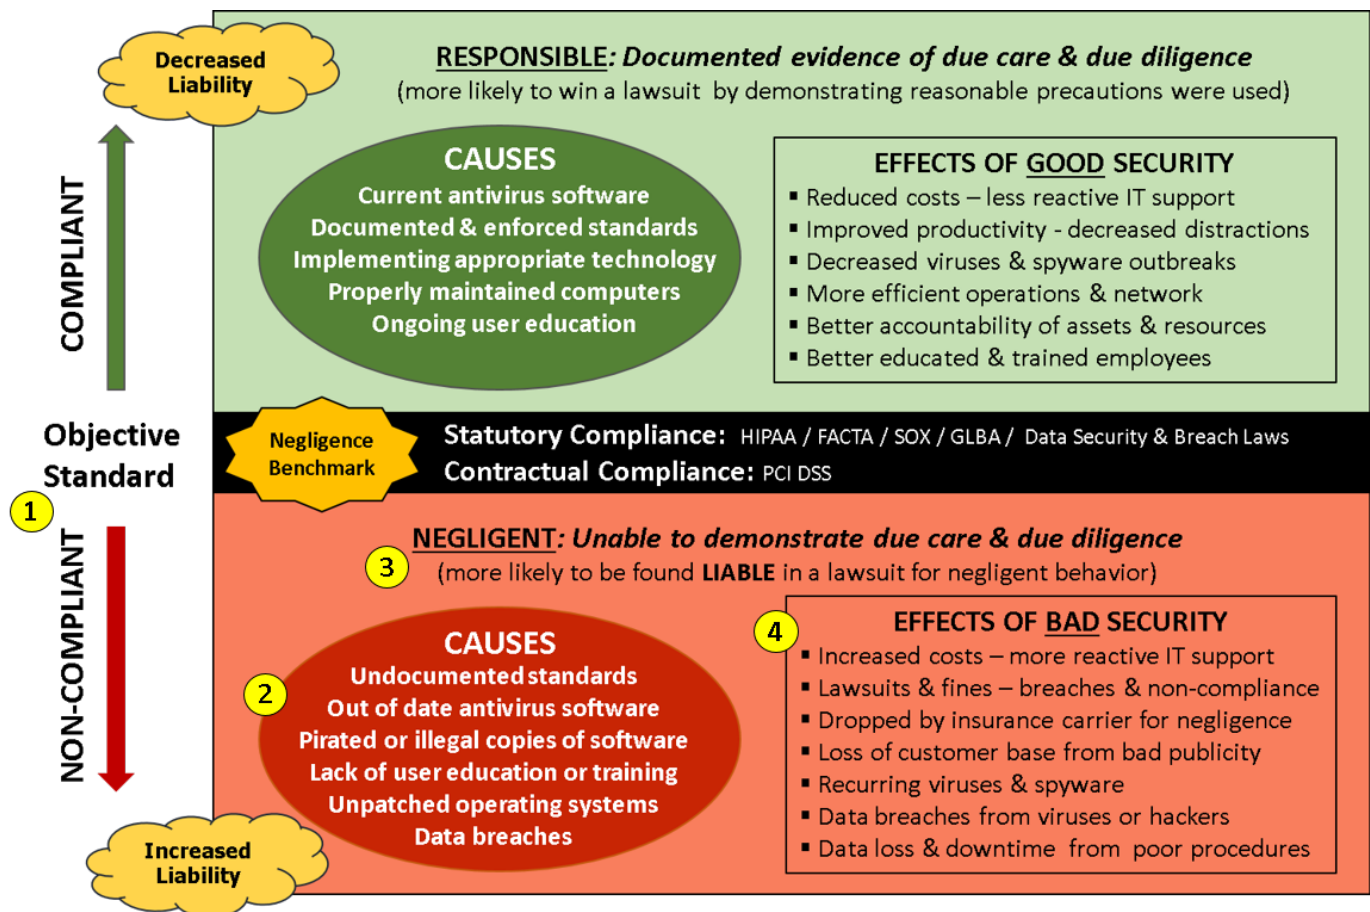 Decreased
Liability
RESPONSIBLE: Documented evidence of due care & due diligence
(more likely to win a lawsuit by demonstrating reasonable precautions were used)
COMPLIANT
CAUSES
Current antivirus software
Documented & enforced standards
Implementing appropriate technology
Properly maintained computers
Ongoing user education
EFFECTS OF GOOD SECURITY
▪ Reduced costs – less reactive IT support
▪ Improved productivity - decreased distractions
▪ Decreased viruses & spyware outbreaks
▪ More efficient operations & network
▪ Better accountability of assets & resources
▪ Better educated & trained employees
Objective
Standard
Negligence
Benchmark
Statutory Compliance: HIPAA / FACTA / SOX / GLBA / Data Security & Breach Laws
Contractual Compliance: PCI DSS
1
NON-COMPLIANT
NEGLIGENT: Unable to demonstrate due care & due diligence
3
(more likely to be found LIABLE in a lawsuit for negligent behavior)
2
CAUSES
Undocumented standards
Out of date antivirus software
Pirated or illegal copies of software
Lack of user education or training
Unpatched operating systems
Data breaches
4
EFFECTS OF BAD SECURITY
▪ Increased costs – more reactive IT support
▪ Lawsuits & fines – breaches & non-compliance
▪ Dropped by insurance carrier for negligence
▪ Loss of customer base from bad publicity
▪ Recurring viruses & spyware
▪ Data breaches from viruses or hackers
▪ Data loss & downtime from poor procedures
Increased
Liability